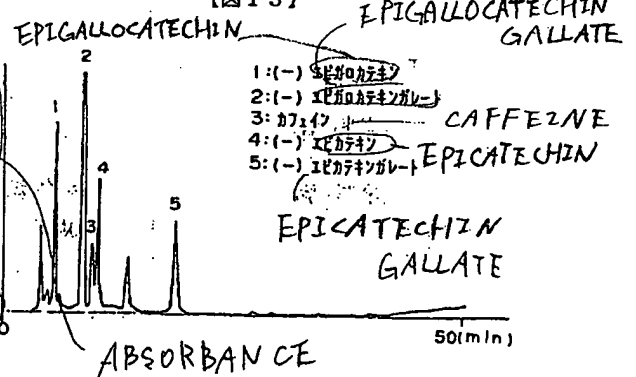 【図13】
EPIGALLOCATECHIN
GALLATE
EPIGALLOCATECHIN
1:(-) エピガロカテキン
2:(-) エピガロカテキンガレート
3: カフェイン
CAFFEINE
4:(-) エピカテキン
EPICATECHIN
5:(-) エピカテキンガレート
EPICATECHIN
GALLATE
1
2
3
4
5
0
50(min)
ABSORBANCE